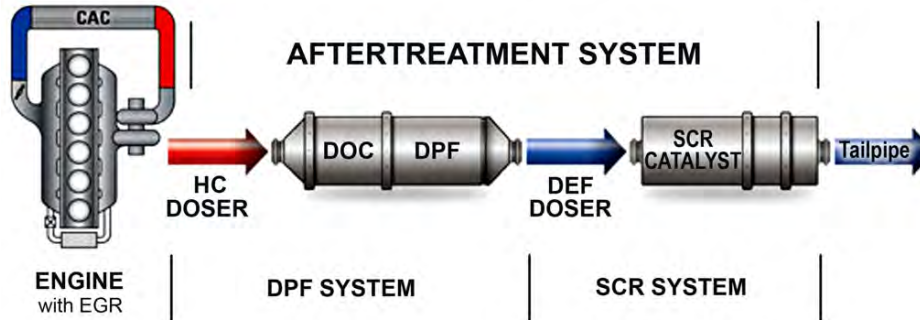 CAC
AFTERTREATMENT SYSTEM
DOC
DPF
SCR
CATALYST
Tailpipe
HC
DOSER
DEF
DOSER
ENGINE
with EGR
DPF SYSTEM
SCR SYSTEM